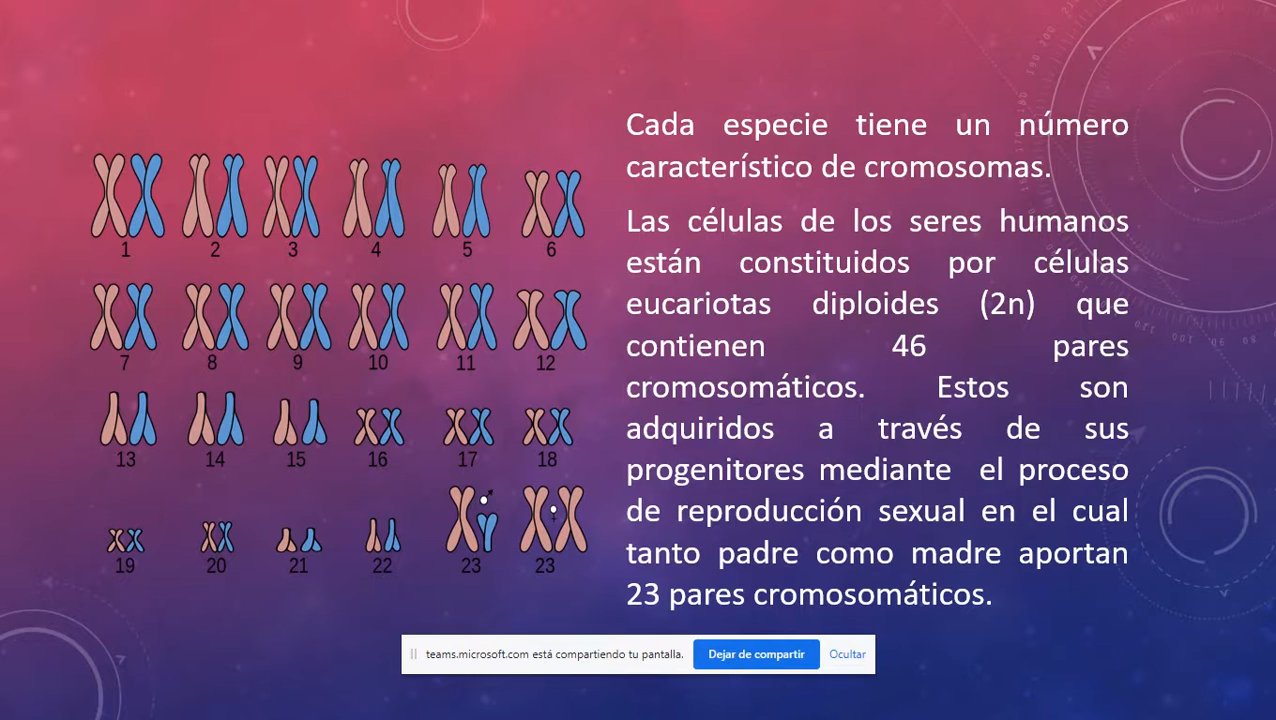 Cada especie tiene un número
característico de cromosomas.
Las células de los seres humanos
están constituidos por células
eucariotas diploides (2n) que
contienen 46 pares
cromosomáticos. Estos son
adquiridos a través de sus
progenitores mediante el proceso
de reproducción sexual en el cual
tanto padre como madre aportan
23 pares cromosomáticos.
1 2 3 4 5 6
7 8 9 10 11 12
13 14 15 16 17 18
19 20 21 22 23 23
teams.microsoft.com está compartiendo tu pantalla. Dejar de compartir Ocultar